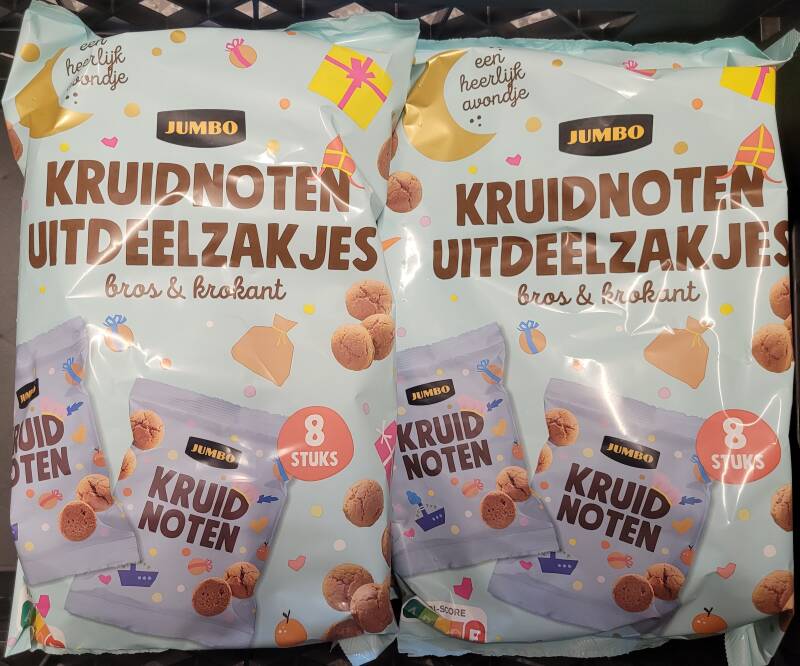 een
heerlijk
avondje
JUMBO
KRUIDNOTEN
UITDEELZAKJES
bros & krokant
JUMBO
KRUID
NOTEN
8
STUKS
JUMBO
KRUID
NOTEN
een
heerlijk
avondje
JUMBO
KRUIDNOTEN
UITDEELZAKJES
bros & krokant
JUMBO
KRUID
NOTEN
8
STUKS
JUMBO
KRUID
NOTEN
I-SCORE